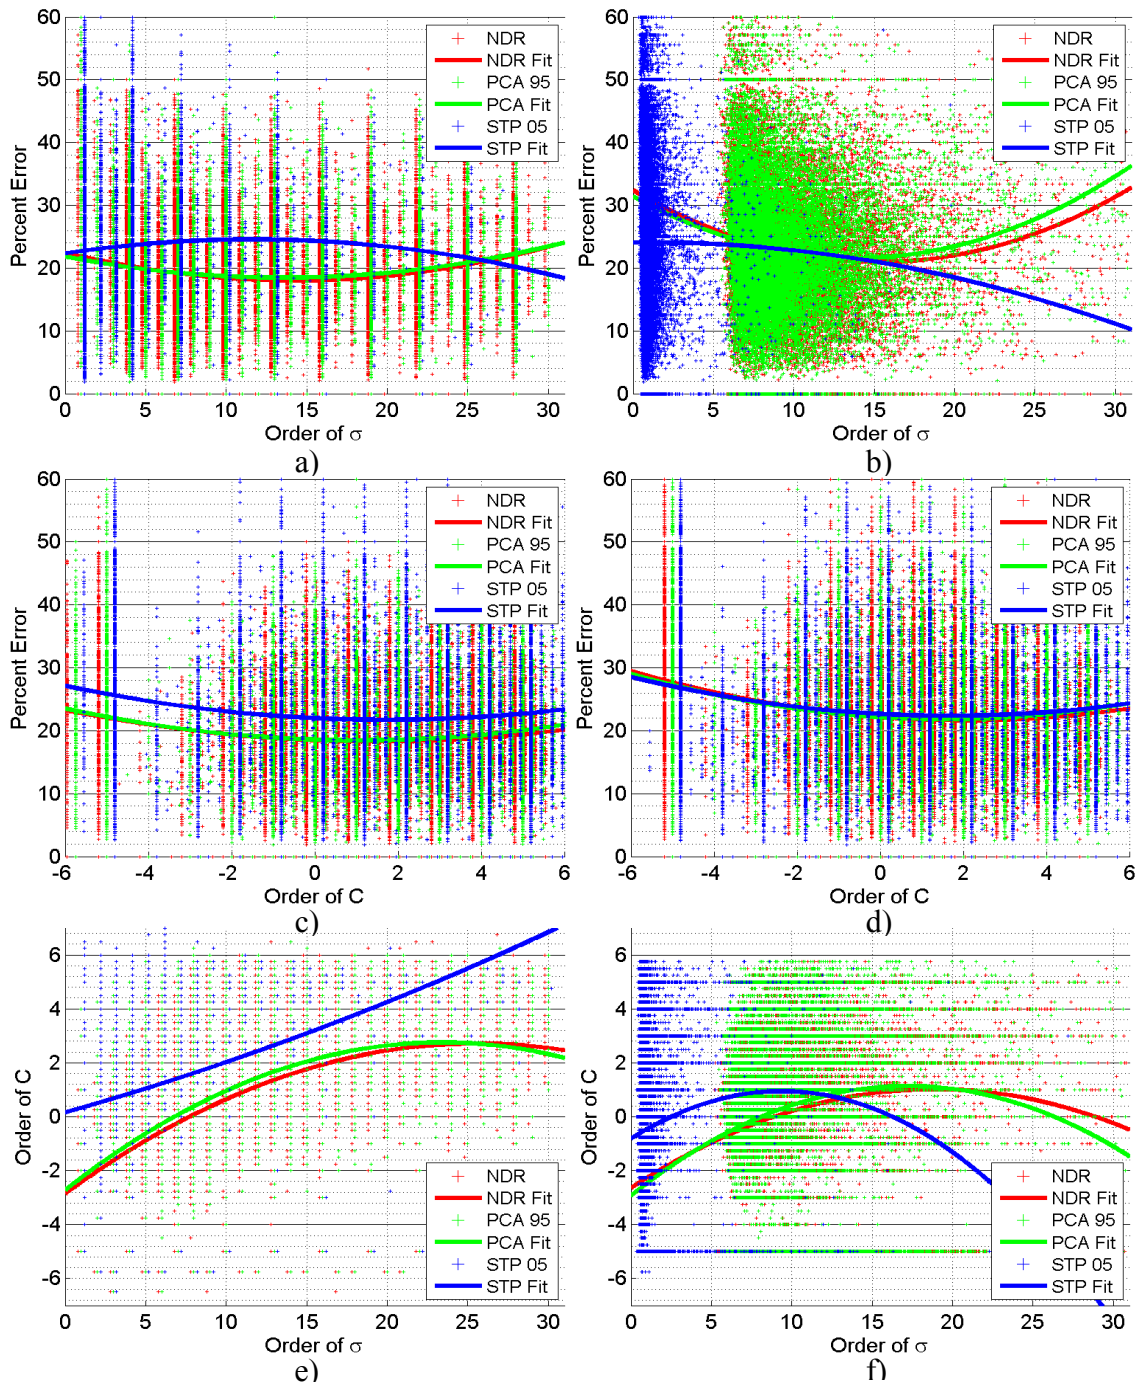 60
50
40
30
20
10
0
Percent Error
0 5 10 15 20 25 30
Order of σ
NDR
NDR Fit
PCA 95
PCA Fit
STP 05
STP Fit
a)
60
50
40
30
20
10
0
Percent Error
0 5 10 15 20 25 30
Order of σ
NDR
NDR Fit
PCA 95
PCA Fit
STP 05
STP Fit
b)
60
50
40
30
20
10
0
Percent Error
-6 -4 -2 0 2 4 6
Order of C
NDR
NDR Fit
PCA 95
PCA Fit
STP 05
STP Fit
c)
60
50
40
30
20
10
0
Percent Error
-6 -4 -2 0 2 4 6
Order of C
NDR
NDR Fit
PCA 95
PCA Fit
STP 05
STP Fit
d)
6
4
2
0
-2
-4
-6
Order of C
0 5 10 15 20 25 30
Order of σ
NDR
NDR Fit
PCA 95
PCA Fit
STP 05
STP Fit
e)
6
4
2
0
-2
-4
-6
Order of C
0 5 10 15 20 25 30
Order of σ
NDR
NDR Fit
PCA 95
PCA Fit
STP 05
STP Fit
f)